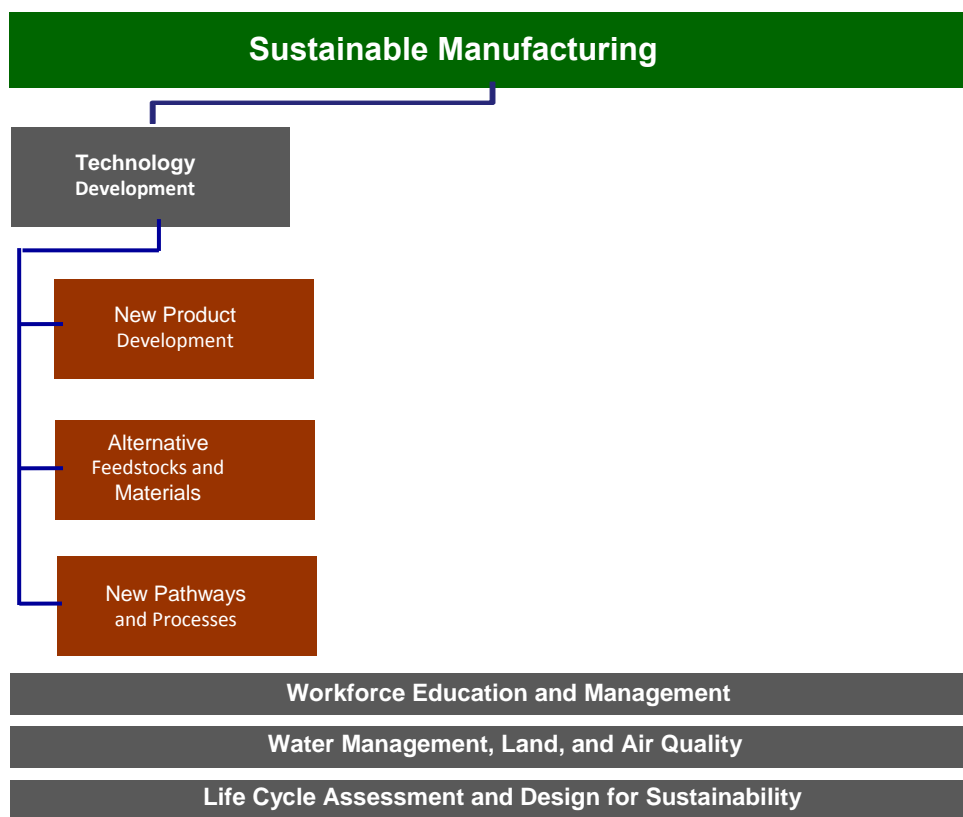 Sustainable Manufacturing
Technology
Development
New Product
Development
Alternative
Feedstocks and
Materials
New Pathways
and Processes
Workforce Education and Management
Water Management, Land, and Air Quality
Life Cycle Assessment and Design for Sustainability